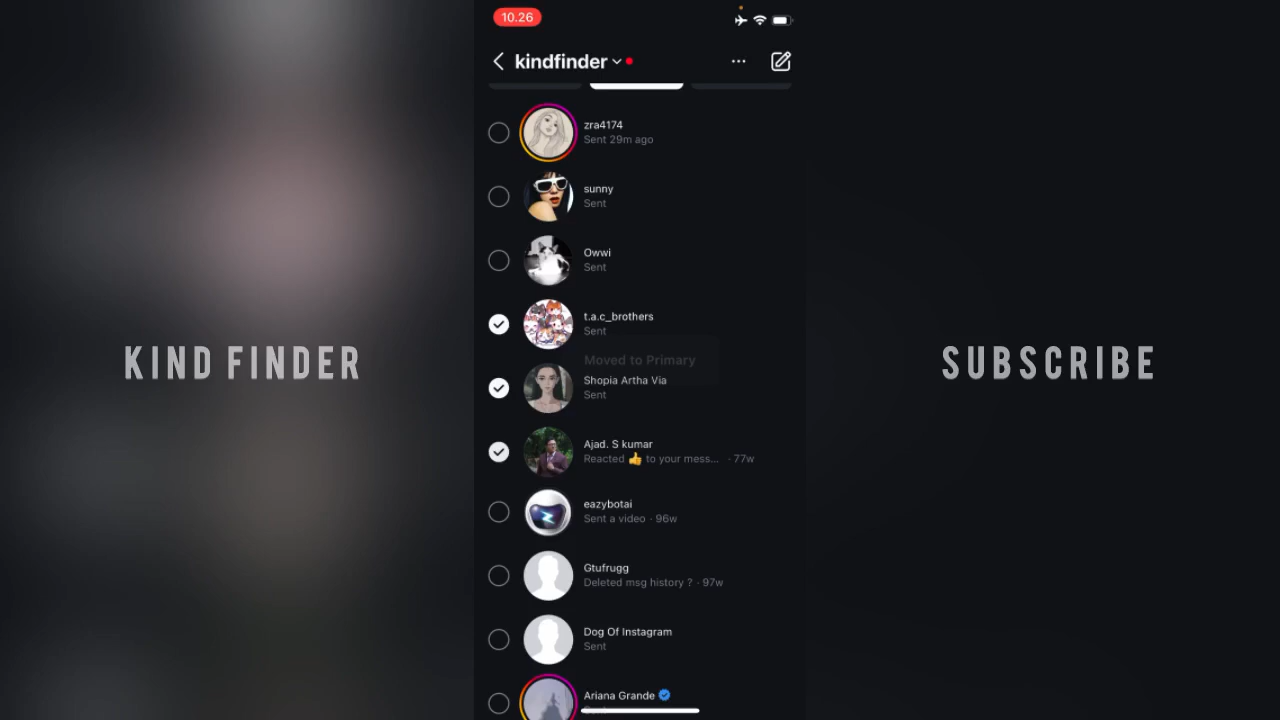 10.26
kindfinder
zra4174
Sent 29m ago
sunny
Sent
Owwi
Sent
t.a.c_brothers
Sent
Moved to Primary
KIND FINDER
SUBSCRIBE
Shopia Artha Via
Sent
Ajad. S kumar
Reacted 👍 to your mess... · 77w
eazybotai
Sent a video · 96w
Gtufrugg
Deleted msg history ? · 97w
Dog Of Instagram
Sent
Ariana Grande